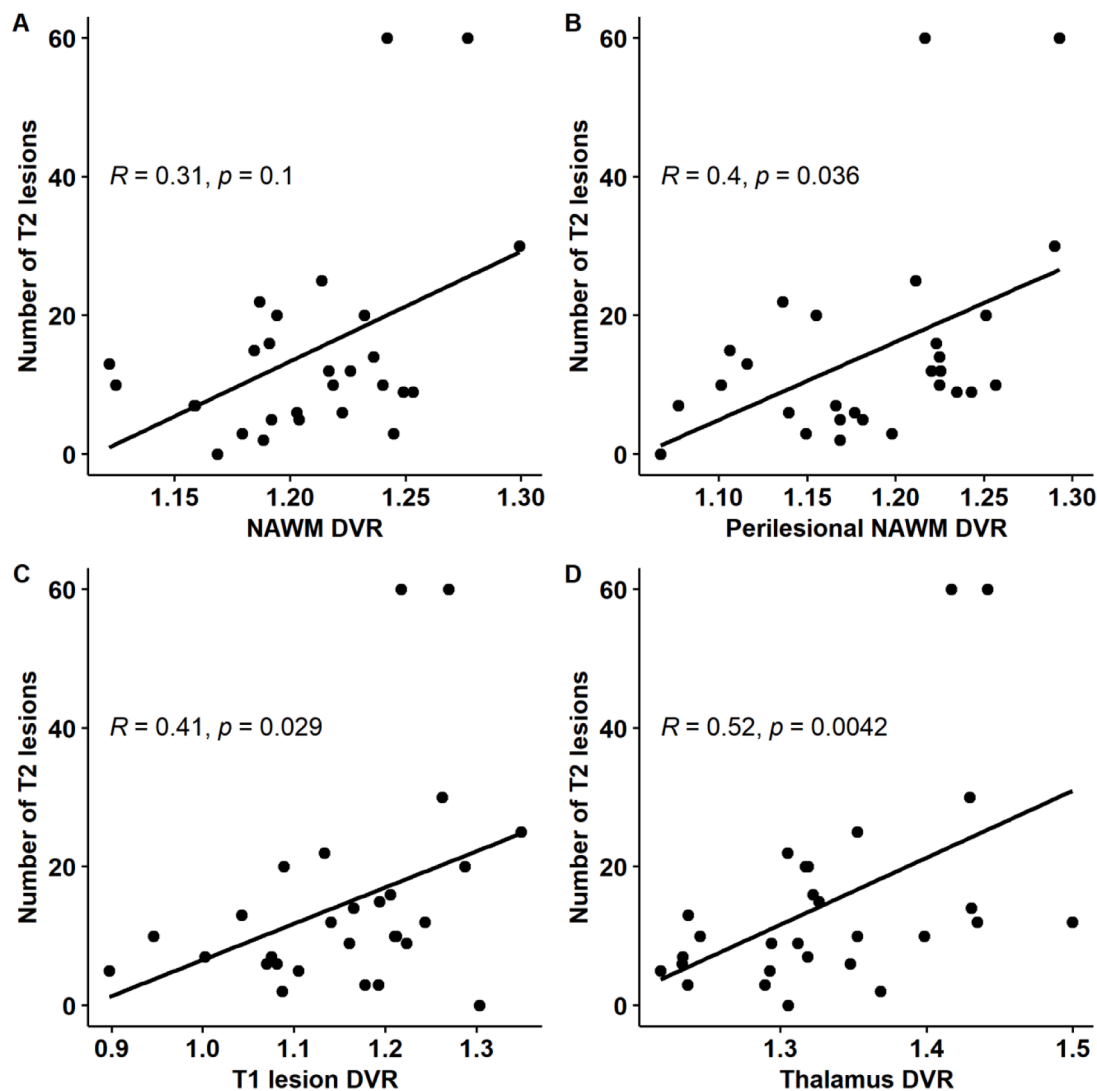 A
Number of T2 lesions
60
40
20
0
R = 0.31, p = 0.1
1.15 1.20 1.25 1.30
NAWM DVR
B
Number of T2 lesions
60
40
20
0
R = 0.4, p = 0.036
1.10 1.15 1.20 1.25 1.30
Perilesional NAWM DVR
C
Number of T2 lesions
60
40
20
0
R = 0.41, p = 0.029
0.9 1.0 1.1 1.2 1.3
T1 lesion DVR
D
Number of T2 lesions
60
40
20
0
R = 0.52, p = 0.0042
1.3 1.4 1.5
Thalamus DVR